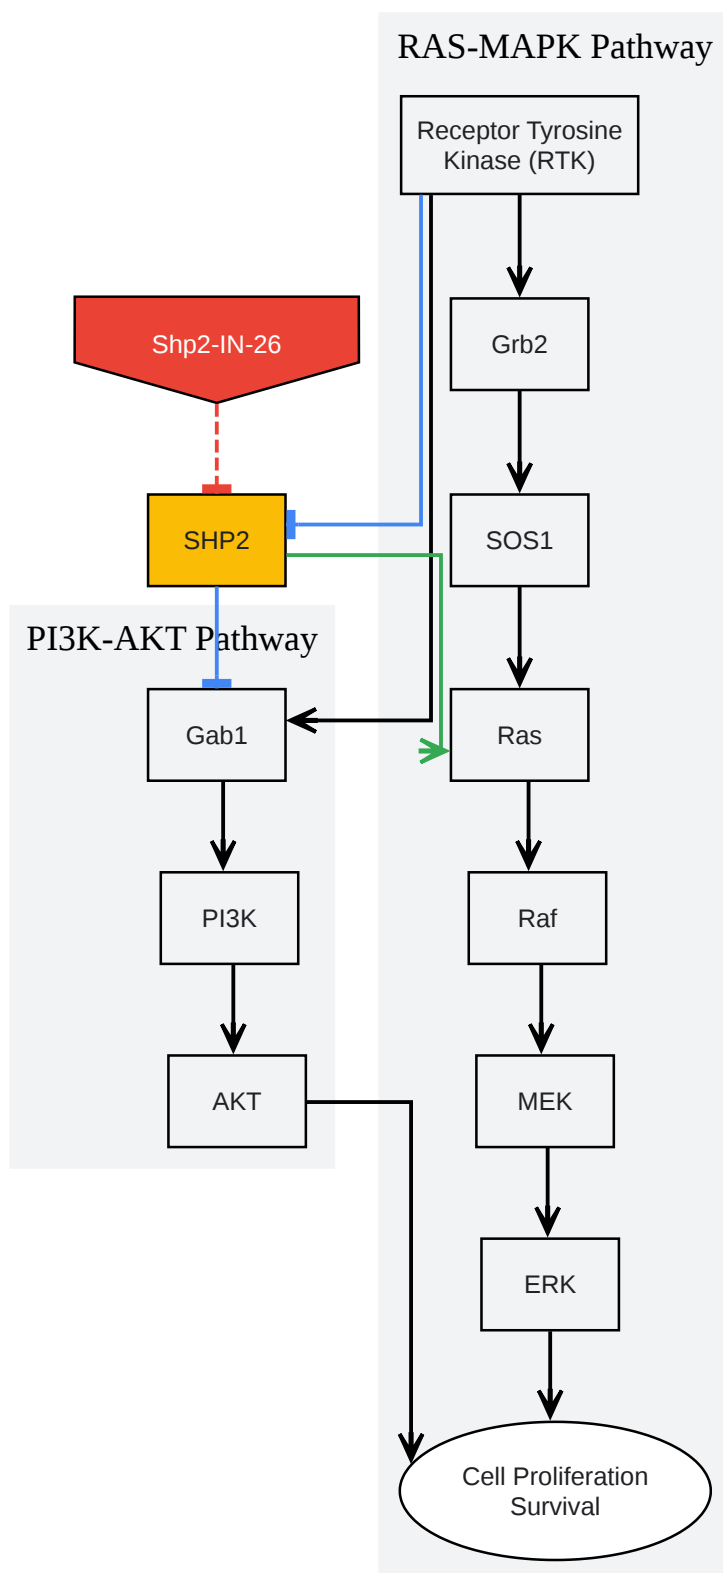 RAS-MAPK Pathway
Receptor Tyrosine
Kinase (RTK)
Shp2-IN-26
Grb2
SHP2
SOS1
PI3K-AKT Pathway
Gab1
Ras
PI3K
Raf
AKT
MEK
ERK
Cell Proliferation
Survival